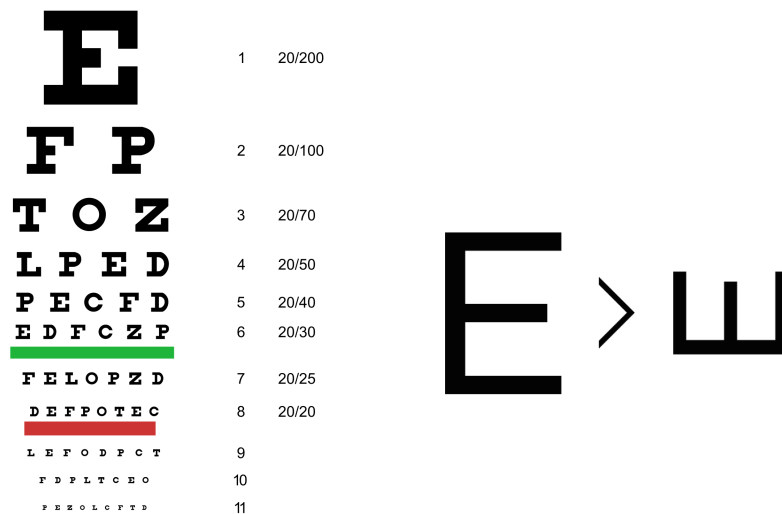 E 1 20/200
F P 2 20/100
T O Z 3 20/70
L P E D 4 20/50
P E C F D 5 20/40
E D F C Z P 6 20/30
F E L O P Z D 7 20/25
D E F P O T E C 8 20/20
L E F O D P C T 9
F D P L T C E O 10
P E Z O L C F T D 11
E > E